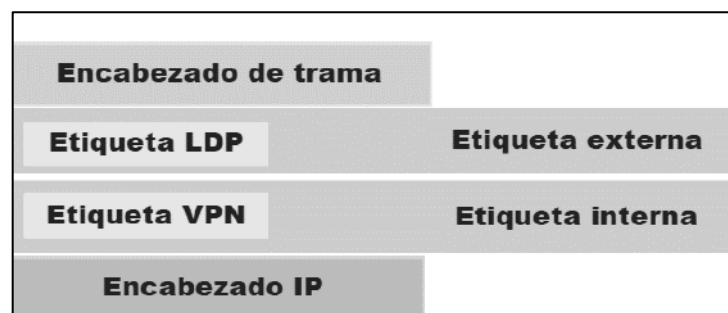 Encabezado de trama
Etiqueta LDP Etiqueta externa
Etiqueta VPN Etiqueta interna
Encabezado IP